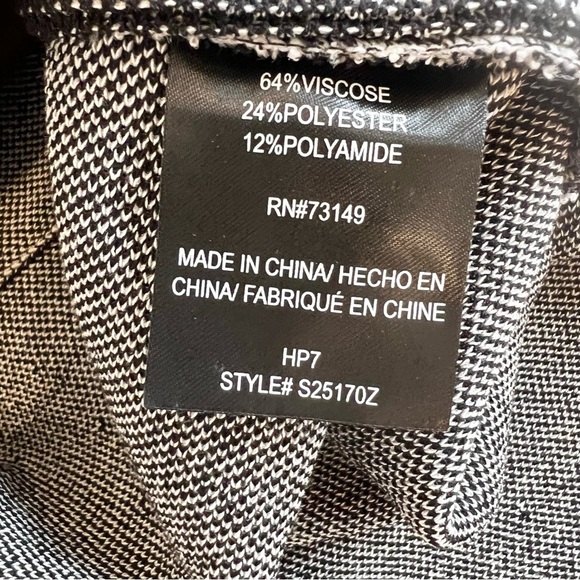 64%VISCOSE
24%POLYESTER
12%POLYAMIDE
RN#73149
MADE IN CHINA/ HECHO EN
CHINA/ FABRIQUÉ EN CHINE
HP7
STYLE# S25170Z